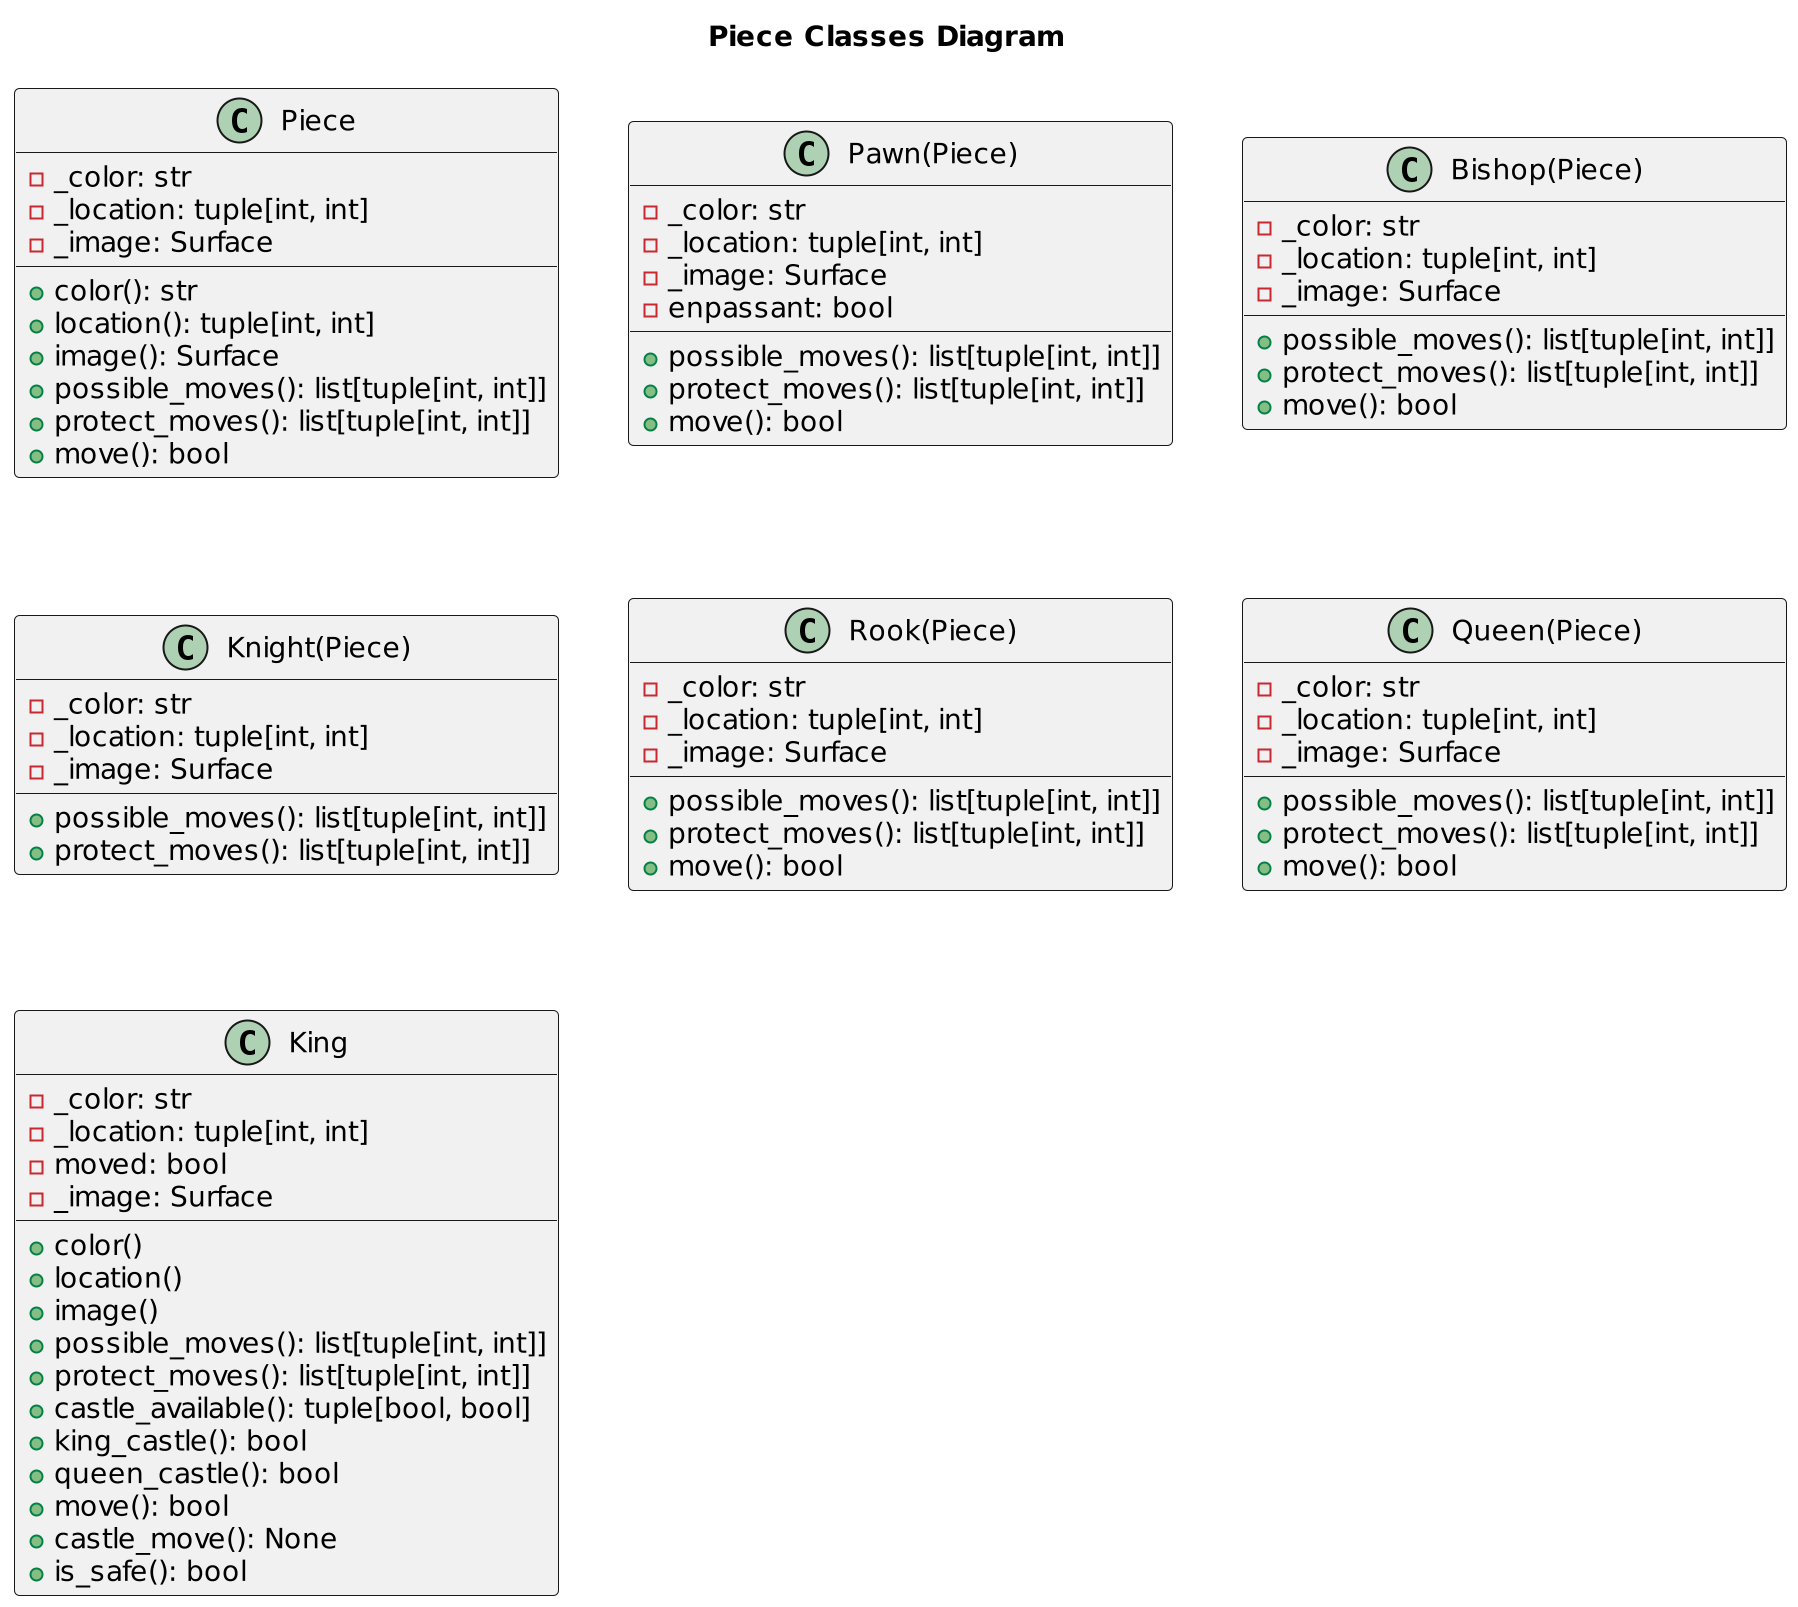 Piece Classes Diagram
C Piece
_color: str
_location: tuple[int, int]
_image: Surface
color(): str
location(): tuple[int, int]
image(): Surface
possible_moves(): list[tuple[int, int]]
protect_moves(): list[tuple[int, int]]
move(): bool
C Pawn(Piece)
_color: str
_location: tuple[int, int]
_image: Surface
enpassant: bool
possible_moves(): list[tuple[int, int]]
protect_moves(): list[tuple[int, int]]
move(): bool
C Bishop(Piece)
_color: str
_location: tuple[int, int]
_image: Surface
possible_moves(): list[tuple[int, int]]
protect_moves(): list[tuple[int, int]]
move(): bool
C Knight(Piece)
_color: str
_location: tuple[int, int]
_image: Surface
possible_moves(): list[tuple[int, int]]
protect_moves(): list[tuple[int, int]]
C Rook(Piece)
_color: str
_location: tuple[int, int]
_image: Surface
possible_moves(): list[tuple[int, int]]
protect_moves(): list[tuple[int, int]]
move(): bool
C Queen(Piece)
_color: str
_location: tuple[int, int]
_image: Surface
possible_moves(): list[tuple[int, int]]
protect_moves(): list[tuple[int, int]]
move(): bool
C King
_color: str
_location: tuple[int, int]
moved: bool
_image: Surface
color()
location()
image()
possible_moves(): list[tuple[int, int]]
protect_moves(): list[tuple[int, int]]
castle_available(): tuple[bool, bool]
king_castle(): bool
queen_castle(): bool
move(): bool
castle_move(): None
is_safe(): bool